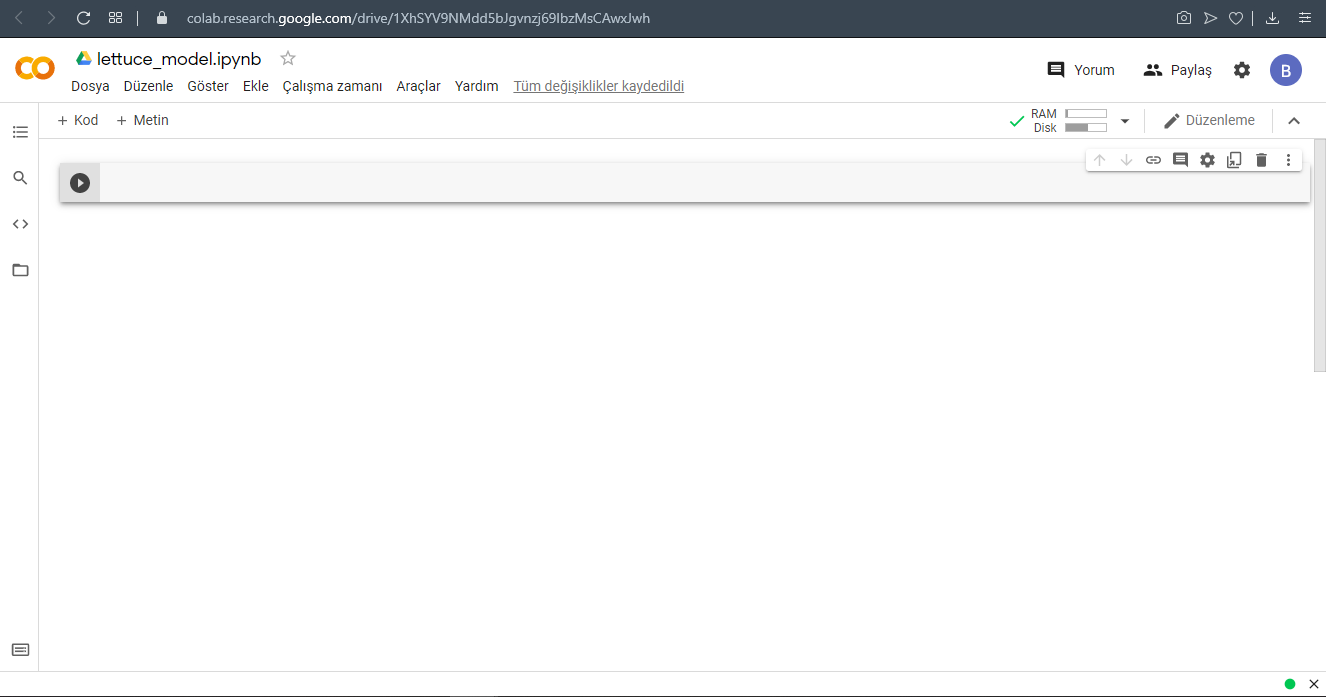 colab.research.google.com/drive/1XhSYV9NMdd5bJgvnzj69IbzMsCAwxJwh
lettuce_model.ipynb
Dosya Düzenle Göster Ekle Çalışma zamanı Araçlar Yardım Tüm değişiklikler kaydedildi
Yorum Paylaş B
+ Kod + Metin
RAM
Disk
Düzenleme